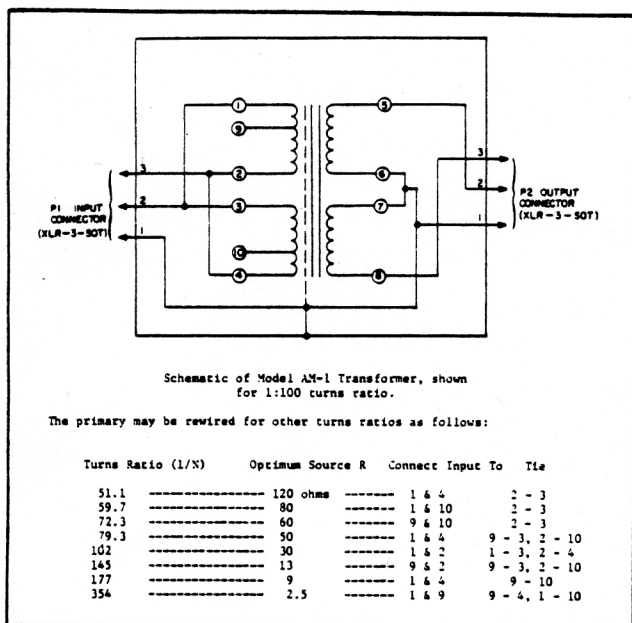 1
9
2
3
10
4
5
6
7
8
3
2
1
P1 INPUT
CONNECTOR
(XLR-3-SOT)
3
2
1
P2 OUTPUT
CONNECTOR
(XLR-3-SOT)
Schematic of Model AM-1 Transformer, shown
for 1:100 turns ratio.
The primary may be rewired for other turns ratios as follows:
Turns Ratio (1/N) Optimum Source R Connect Input To Tie
51.1 ---------------- 120 ohms ------- 1 & 4 2 - 3
59.7 ---------------- 80 ------- 1 & 10 2 - 3
72.3 ---------------- 60 ------- 9 & 10 2 - 3
79.3 ---------------- 50 ------- 1 & 4 9 - 3, 2 - 10
102 ---------------- 30 ------- 1 & 2 1 - 3, 2 - 4
145 ---------------- 13 ------- 9 & 2 9 - 3, 2 - 10
177 ---------------- 9 ------- 1 & 4 9 - 10
354 ---------------- 2.5 ------- 1 & 9 9 - 4, 1 - 10